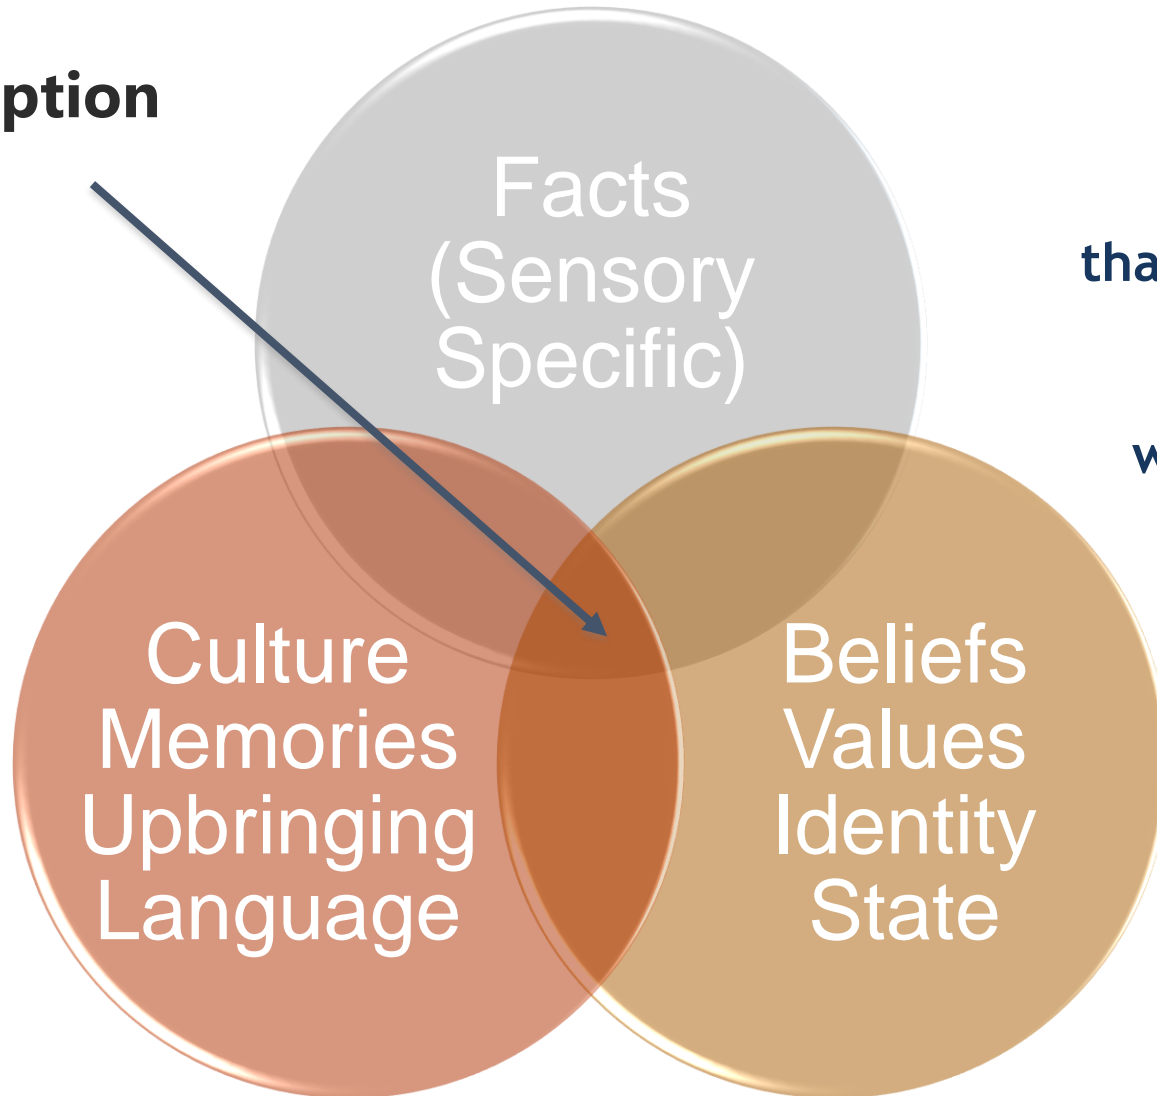 ption
Facts
(Sensory
Specific)
tha
Culture
Memories
Upbringing
Language
Beliefs
Values
Identity
State